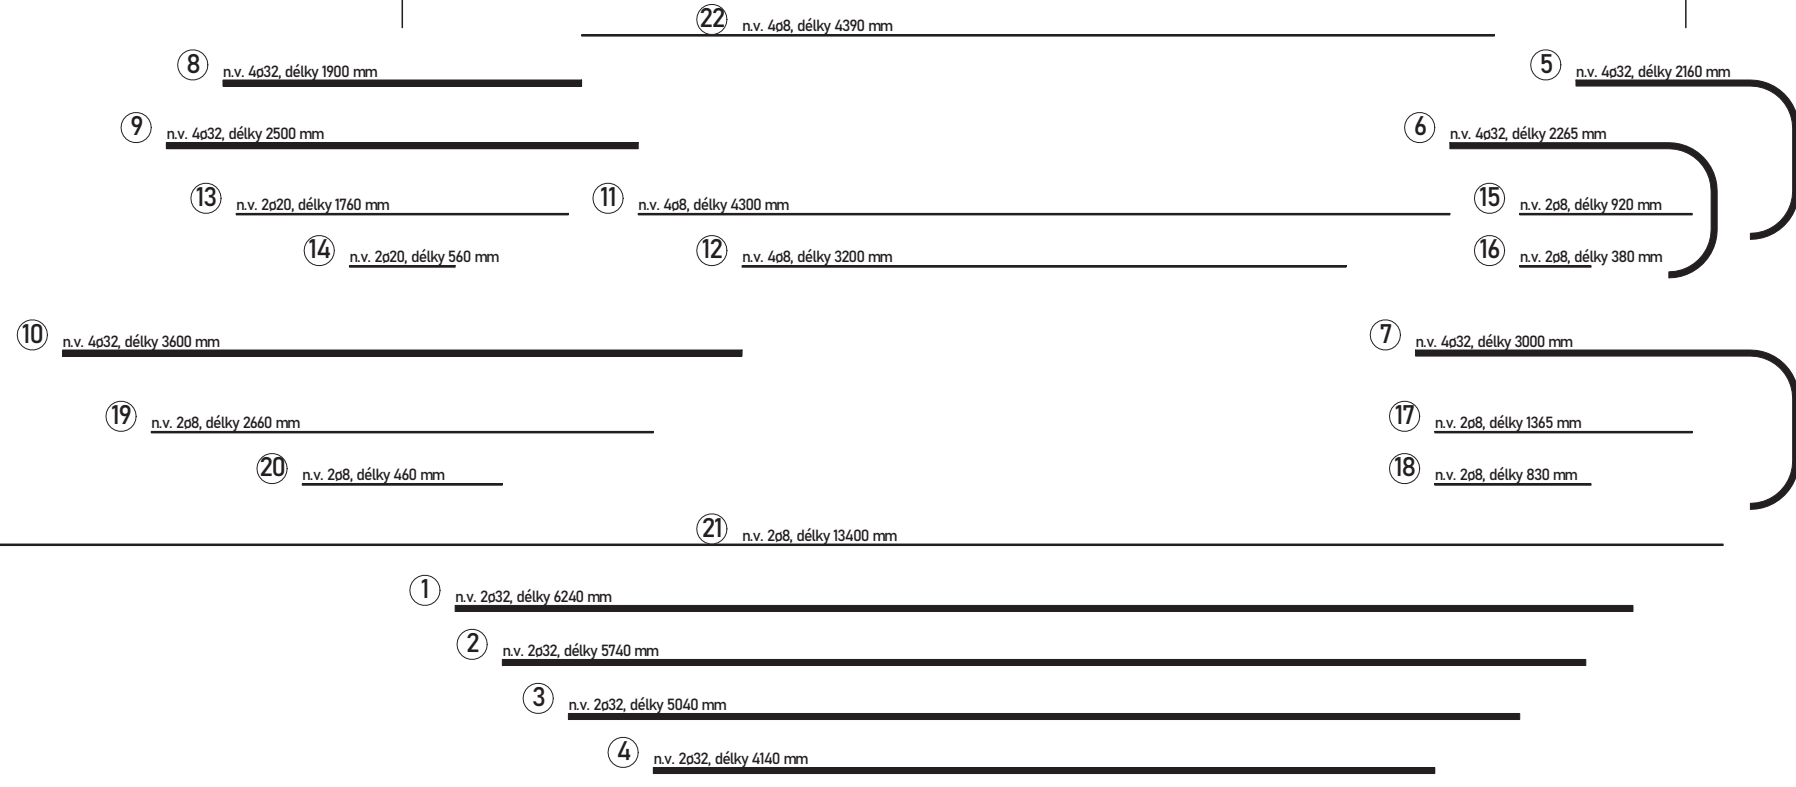 22 n.v. 4ø8, délky 4390 mm
8 n.v. 4ø32, délky 1900 mm
5 n.v. 4ø32, délky 2160 mm
9 n.v. 4ø32, délky 2500 mm
6 n.v. 4ø32, délky 2265 mm
13 n.v. 2ø20, délky 1760 mm
11 n.v. 4ø8, délky 4300 mm
15 n.v. 2ø8, délky 920 mm
14 n.v. 2ø20, délky 560 mm
12 n.v. 4ø8, délky 3200 mm
16 n.v. 2ø8, délky 380 mm
10 n.v. 4ø32, délky 3600 mm
7 n.v. 4ø32, délky 3000 mm
19 n.v. 2ø8, délky 2660 mm
17 n.v. 2ø8, délky 1365 mm
20 n.v. 2ø8, délky 460 mm
18 n.v. 2ø8, délky 830 mm
21 n.v. 2ø8, délky 13400 mm
1 n.v. 2ø32, délky 6240 mm
2 n.v. 2ø32, délky 5740 mm
3 n.v. 2ø32, délky 5040 mm
4 n.v. 2ø32, délky 4140 mm